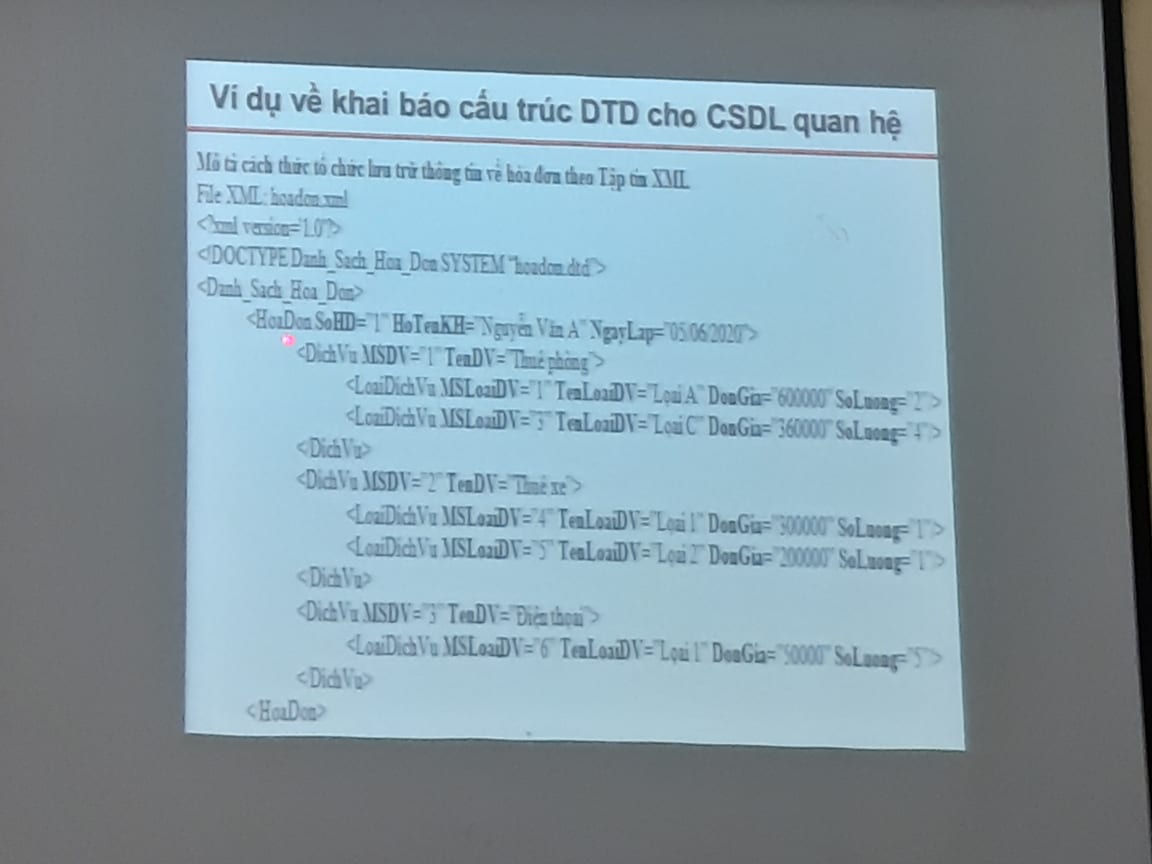 Ví dụ về khai báo cấu trúc DTD cho CSDL quan hệ
Mô tả cách thức tổ chức lưu trữ thông tin về hóa đơn theo Tập tin XML
File XML: hoadon.xml
<?xml version='1.0'?>
<!DOCTYPE Danh_Sach_Hoa_Don SYSTEM "hoadon.dtd">
<Danh_Sach_Hoa_Don>
<HoaDon SoHD="1" HoTenKH="Nguyễn Văn A" NgayLap="05/06/2020">
<DichVu MSDV="1" TenDV="Thuê phòng">
<LoaiDichVu MSLoaiDV="1" TenLoaiDV="Loại A" DonGia="600000" SoLuong="2">
<LoaiDichVu MSLoaiDV="3" TenLoaiDV="Loại C" DonGia="360000" SoLuong="4">
<DichVu>
<DichVu MSDV="2" TenDV="Thuê xe">
<LoaiDichVu MSLoaiDV="4" TenLoaiDV="Loại 1" DonGia="300000" SoLuong="1">
<LoaiDichVu MSLoaiDV="5" TenLoaiDV="Loại 2" DonGia="200000" SoLuong="1">
<DichVu>
<DichVu MSDV="3" TenDV="Điện thoại">
<LoaiDichVu MSLoaiDV="6" TenLoaiDV="Loại 1" DonGia="50000" SoLuong="5">
<DichVu>
<HoaDon>